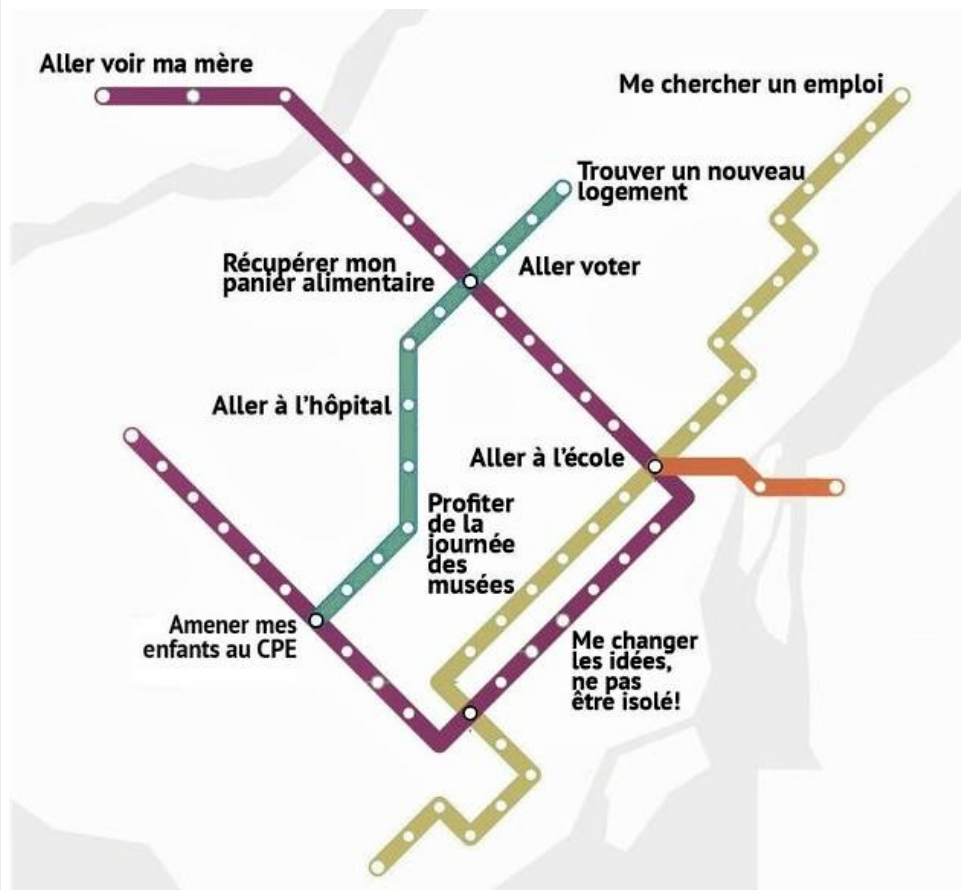 Aller voir ma mère
Me chercher un emploi
Trouver un nouveau
logement
Récupérer mon
panier alimentaire
Aller voter
Aller à l'hôpital
Aller à l'école
Profiter
de la
journée
des
musées
Amener mes
enfants au CPE
Me changer
les idées,
ne pas
être isolé!